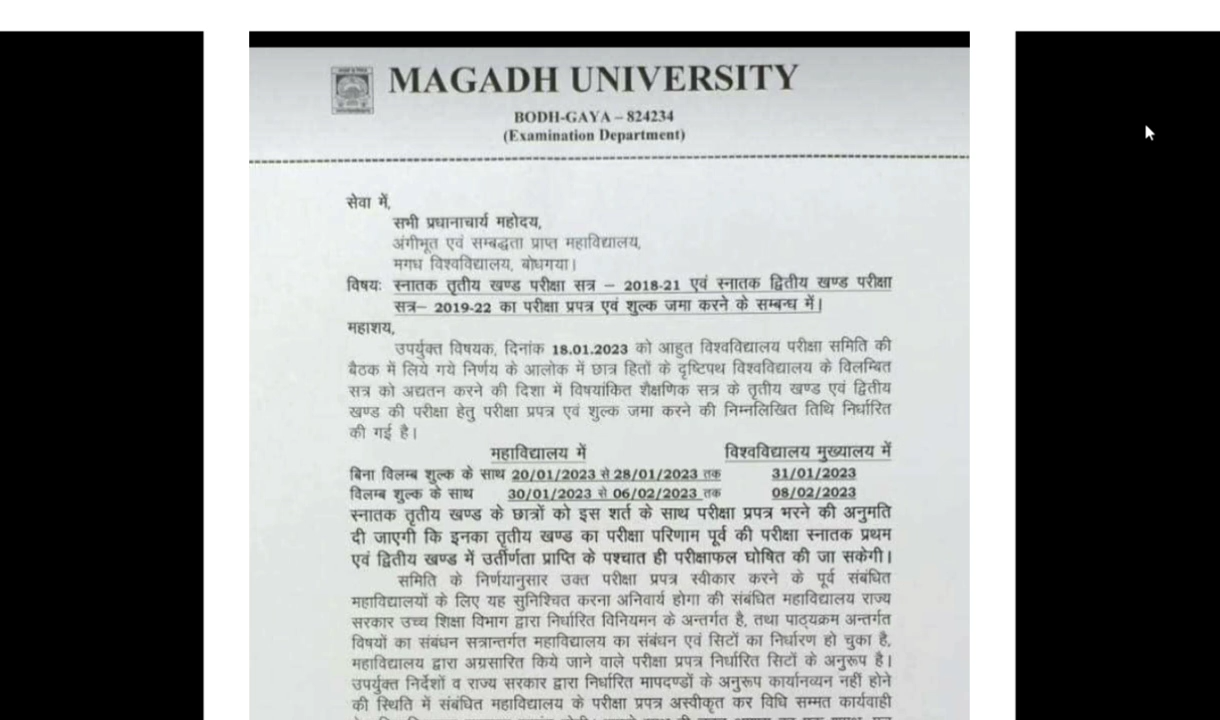 MAGADH UNIVERSITY
BODH-GAYA – 824234
(Examination Department)
सेवा में,
सभी प्रधानाचार्य महोदय,
अंगीभूत एवं सम्बद्धता प्राप्त महाविद्यालय,
मगध विश्वविद्यालय, बोधगया।
विषयः स्नातक तृतीय खण्ड परीक्षा सत्र – 2018-21 एवं स्नातक द्वितीय खण्ड परीक्षा
सत्र– 2019-22 का परीक्षा प्रपत्र एवं शुल्क जमा करने के सम्बन्ध में।
महाशय,
उपर्युक्त विषयक, दिनांक 18.01.2023 को आहुत विश्वविद्यालय परीक्षा समिति की
बैठक में लिये गये निर्णय के आलोक में छात्र हितों के दृष्टिपथ विश्वविद्यालय के विलम्बित
सत्र को अद्यतन करने की दिशा में विषयांकित शैक्षणिक सत्र के तृतीय खण्ड एवं द्वितीय
खण्ड की परीक्षा हेतु परीक्षा प्रपत्र एवं शुल्क जमा करने की निम्नलिखित तिथि निर्धारित
की गई है।
महाविद्यालय में विश्वविद्यालय मुख्यालय में
बिना विलम्ब शुल्क के साथ 20/01/2023 से 28/01/2023 तक 31/01/2023
विलम्ब शुल्क के साथ 30/01/2023 से 06/02/2023 तक 08/02/2023
स्नातक तृतीय खण्ड के छात्रों को इस शर्त के साथ परीक्षा प्रपत्र भरने की अनुमति
दी जाएगी कि इनका तृतीय खण्ड का परीक्षा परिणाम पूर्व की परीक्षा स्नातक प्रथम
एवं द्वितीय खण्ड में उर्तीर्णता प्राप्ति के पश्चात ही परीक्षाफल घोषित की जा सकेगी।
समिति के निर्णयानुसार उक्त परीक्षा प्रपत्र स्वीकार करने के पूर्व संबंधित
महाविद्यालयों के लिए यह सुनिश्चित करना अनिवार्य होगा की संबंधित महाविद्यालय राज्य
सरकार उच्च शिक्षा विभाग द्वारा निर्धारित विनियमन के अन्तर्गत है, तथा पाठ्यक्रम अन्तर्गत
विषयों का संबंधन सत्रान्तर्गत महाविद्यालय का संबंधन एवं सिटों का निर्धारण हो चुका है,
महाविद्यालय द्वारा अग्रसारित किये जाने वाले परीक्षा प्रपत्र निर्धारित सिटों के अनुरूप है।
उपर्युक्त निर्देशों व राज्य सरकार द्वारा निर्धारित मापदण्डों के अनुरूप कार्यानव्यन नहीं होने
की स्थिति में संबंधित महाविद्यालय के परीक्षा प्रपत्र अस्वीकृत कर विधि सम्मत कार्यवाही